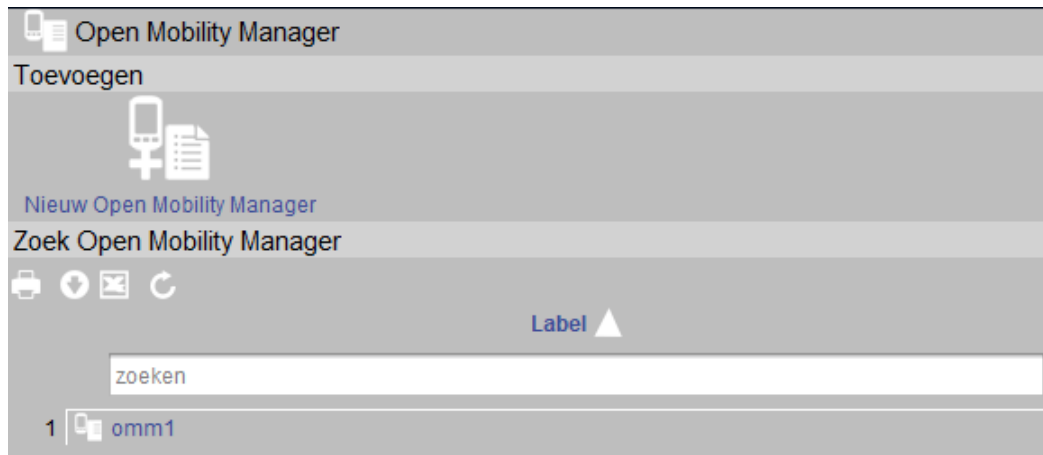 Open Mobility Manager
Toevoegen
Nieuw Open Mobility Manager
Zoek Open Mobility Manager
Label
zoeken
1 omm1